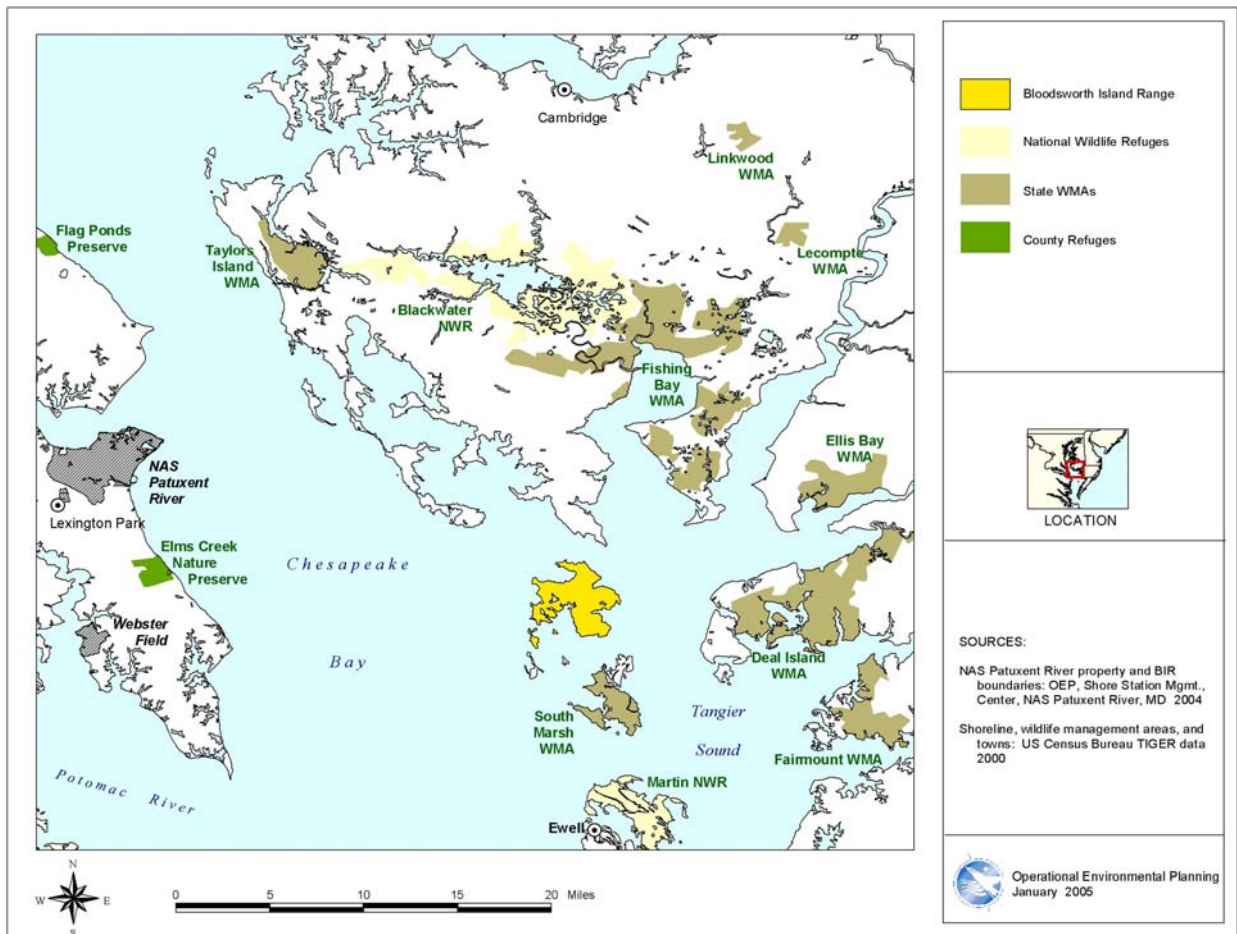 Cambridge
Linkwood
WMA
Flag Ponds
Preserve
Taylors
Island
WMA
Lecompte
WMA
Blackwater
NWR
Fishing
Bay
WMA
Ellis Bay
WMA
NAS
Patuxent
River
Lexington Park
Elms Creek
Nature
Preserve
Chesapeake
Webster
Field
Bay
Deal Island
WMA
South
Marsh
WMA
Tangier
Sound
Fairmount WMA
Potomac River
Martin NWR
Ewell
N
W E
S
0 5 10 15 20 Miles
Bloodsworth Island Range
National Wildlife Refuges
State WMAs
County Refuges
LOCATION
SOURCES:
NAS Patuxent River property and BIR
boundaries: OEP, Shore Station Mgmt.,
Center, NAS Patuxent River, MD 2004
Shoreline, wildlife management areas, and
towns: US Census Bureau TIGER data
2000
Operational Environmental Planning
January 2005